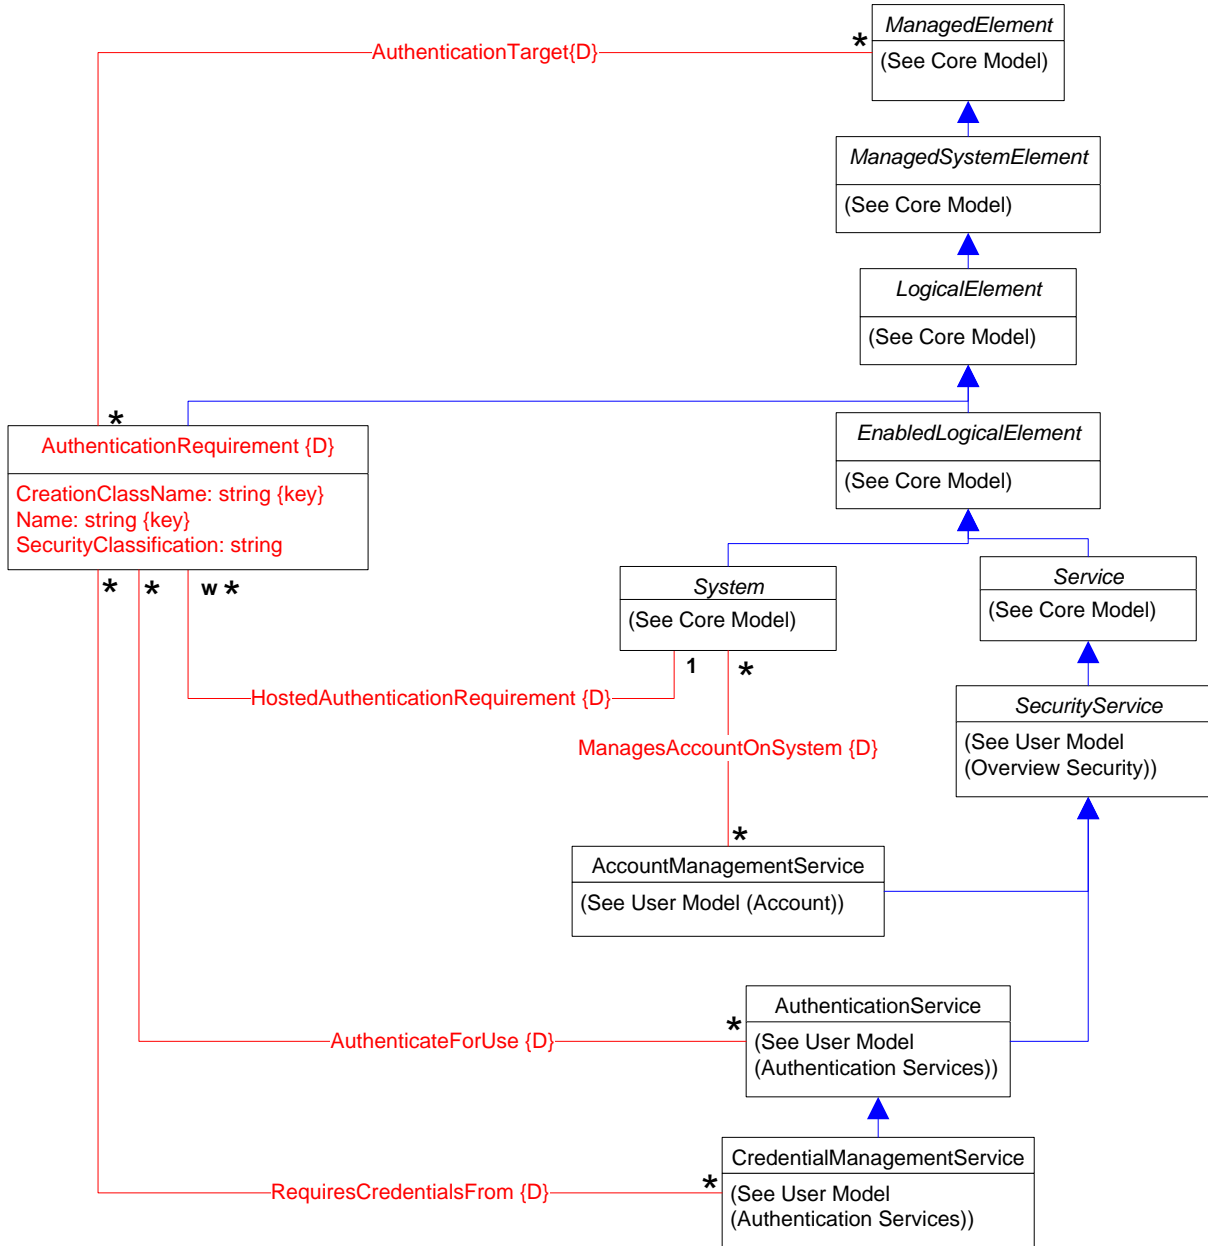 ManagedElement
*
AuthenticationTarget{D}
(See Core Model)
ManagedSystemElement
(See Core Model)
LogicalElement
(See Core Model)
*
AuthenticationRequirement {D}
EnabledLogicalElement
(See Core Model)
CreationClassName: string {key}
Name: string {key}
SecurityClassification: string
* * w *
System
(See Core Model)
Service
(See Core Model)
1 *
HostedAuthenticationRequirement {D}
SecurityService
(See User Model
(Overview Security))
ManagesAccountOnSystem {D}
*
AccountManagementService
(See User Model (Account))
AuthenticationService
*
AuthenticateForUse {D}
(See User Model
(Authentication Services))
CredentialManagementService
*
RequiresCredentialsFrom {D}
(See User Model
(Authentication Services))